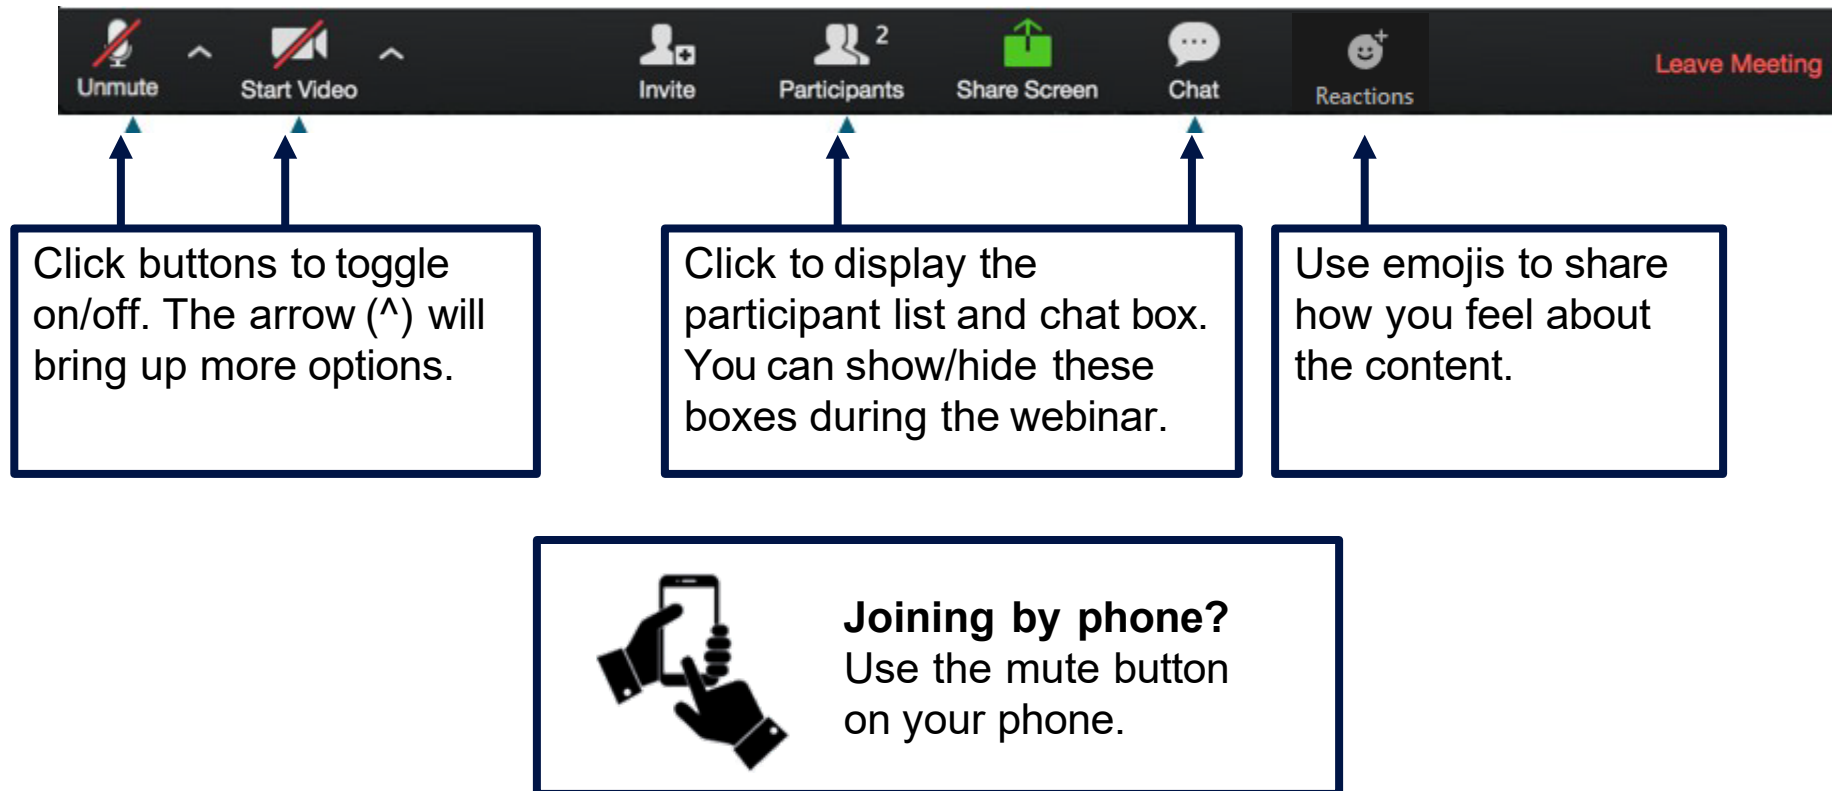 Unmute
Start Video
Invite
Participants
2
Share Screen
Chat
Reactions
Leave Meeting
Click buttons to toggle
on/off. The arrow (^) will
bring up more options.
Click to display the
participant list and chat box.
You can show/hide these
boxes during the webinar.
Use emojis to share
how you feel about
the content.
Joining by phone?
Use the mute button
on your phone.